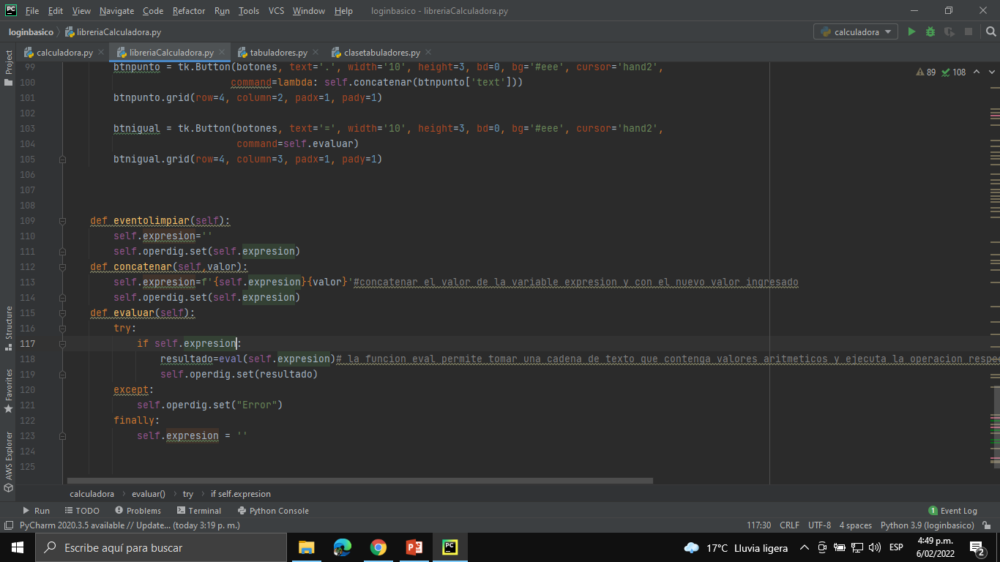 PC File Edit View Navigate Code Refactor Run Tools VCS Window Help loginbasico - libreriaCalculadora.py
loginbasico libreriaCalculadora.py calculadora
calculadora.py libreriaCalculadora.py tabuladores.py clasetabuladores.py
89 108
99 btnpunto = tk.Button(botones, text='.', width='10', height=3, bd=0, bg='#eee', cursor='hand2',
100 command=lambda: self.concatenar(btnpunto['text']))
101 btnpunto.grid(row=4, column=2, padx=1, pady=1)
102
103 btnigual = tk.Button(botones, text='=', width='10', height=3, bd=0, bg='#eee', cursor='hand2',
104 command=self.evaluar)
105 btnigual.grid(row=4, column=3, padx=1, pady=1)
106
107
108
109 def eventolimpiar(self):
110 self.expresion=''
111 self.operdig.set(self.expresion)
112 def concatenar(self,valor):
113 self.expresion=f'{self.expresion}{valor}'#concatenar el valor de la variable expresion y con el nuevo valor ingresado
114 self.operdig.set(self.expresion)
115 def evaluar(self):
116 try:
117 if self.expresion:
118 resultado=eval(self.expresion)# la funcion eval permite tomar una cadena de texto que contenga valores aritmeticos y ejecuta la operacion respe
119 self.operdig.set(resultado)
120 except:
121 self.operdig.set("Error")
122 finally:
123 self.expresion = ''
124
125
Project
Structure
Favorites
AWS Explorer
calculadora evaluar() try if self.expresion
Run TODO Problems Terminal Python Console 1 Event Log
PyCharm 2020.3.5 available // Update... (today 3:19 p. m.) 117:30 CRLF UTF-8 4 spaces Python 3.9 (loginbasico)
Escribe aquí para buscar PC 17°C Lluvia ligera ESP 4:49 p.m.
6/02/2022 2